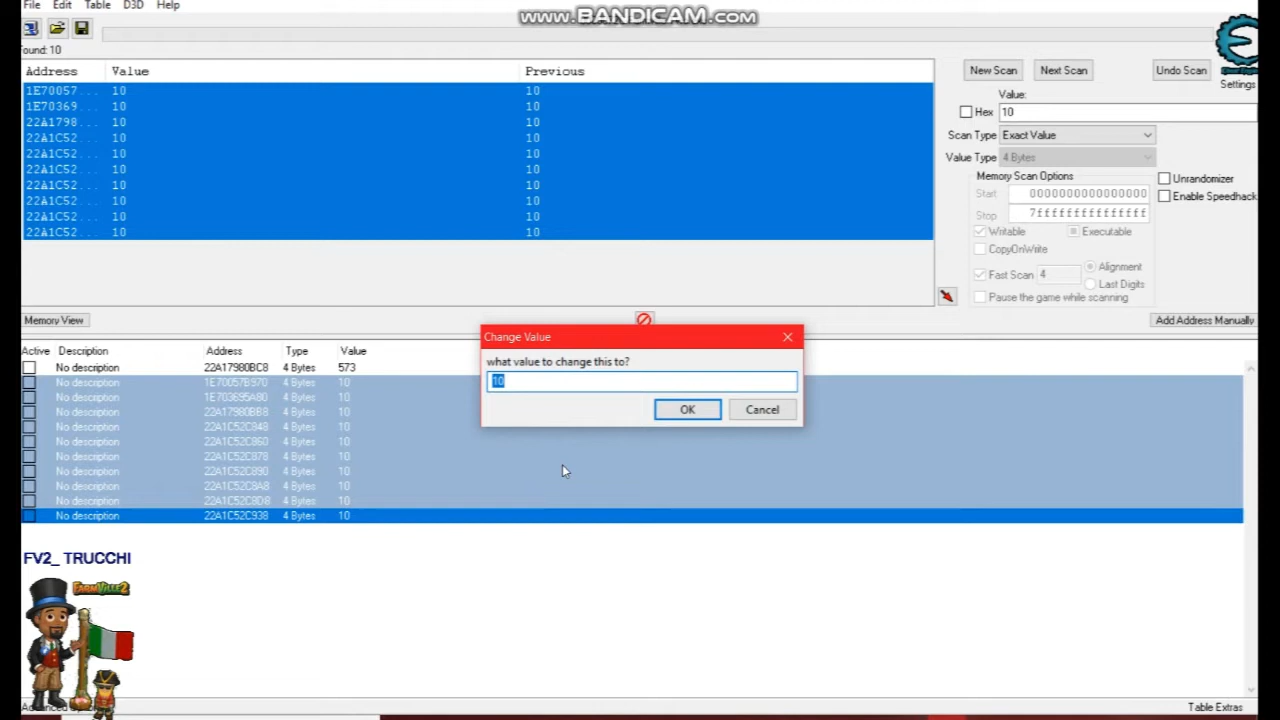 File Edit Table D3D Help
www.BANDICAM.com
Found: 10
Address Value Previous
1E70057... 10 10
1E70369... 10 10
22A1798... 10 10
22A1C52... 10 10
22A1C52... 10 10
22A1C52... 10 10
22A1C52... 10 10
22A1C52... 10 10
22A1C52... 10 10
22A1C52... 10 10
New Scan Next Scan Undo Scan
Settings
Value:
Hex 10
Scan Type Exact Value
Value Type 4 Bytes
Memory Scan Options
Start 0000000000000000
Stop 7fffffffffffffff
Writable Executable
CopyOnWrite
Fast Scan 4 Alignment
Last Digits
Pause the game while scanning
Unrandomizer
Enable Speedhack
Memory View
Add Address Manually
Change Value
what value to change this to?
10
OK Cancel
Active Description Address Type Value
No description 22A17980BC8 4 Bytes 573
No description 1E70057B970 4 Bytes 10
No description 1E703695A80 4 Bytes 10
No description 22A17980BB8 4 Bytes 10
No description 22A1C52C848 4 Bytes 10
No description 22A1C52C860 4 Bytes 10
No description 22A1C52C878 4 Bytes 10
No description 22A1C52C890 4 Bytes 10
No description 22A1C52C8A8 4 Bytes 10
No description 22A1C52C8D8 4 Bytes 10
No description 22A1C52C938 4 Bytes 10
FV2_ TRUCCHI
FARMVILLE2
Table Extras